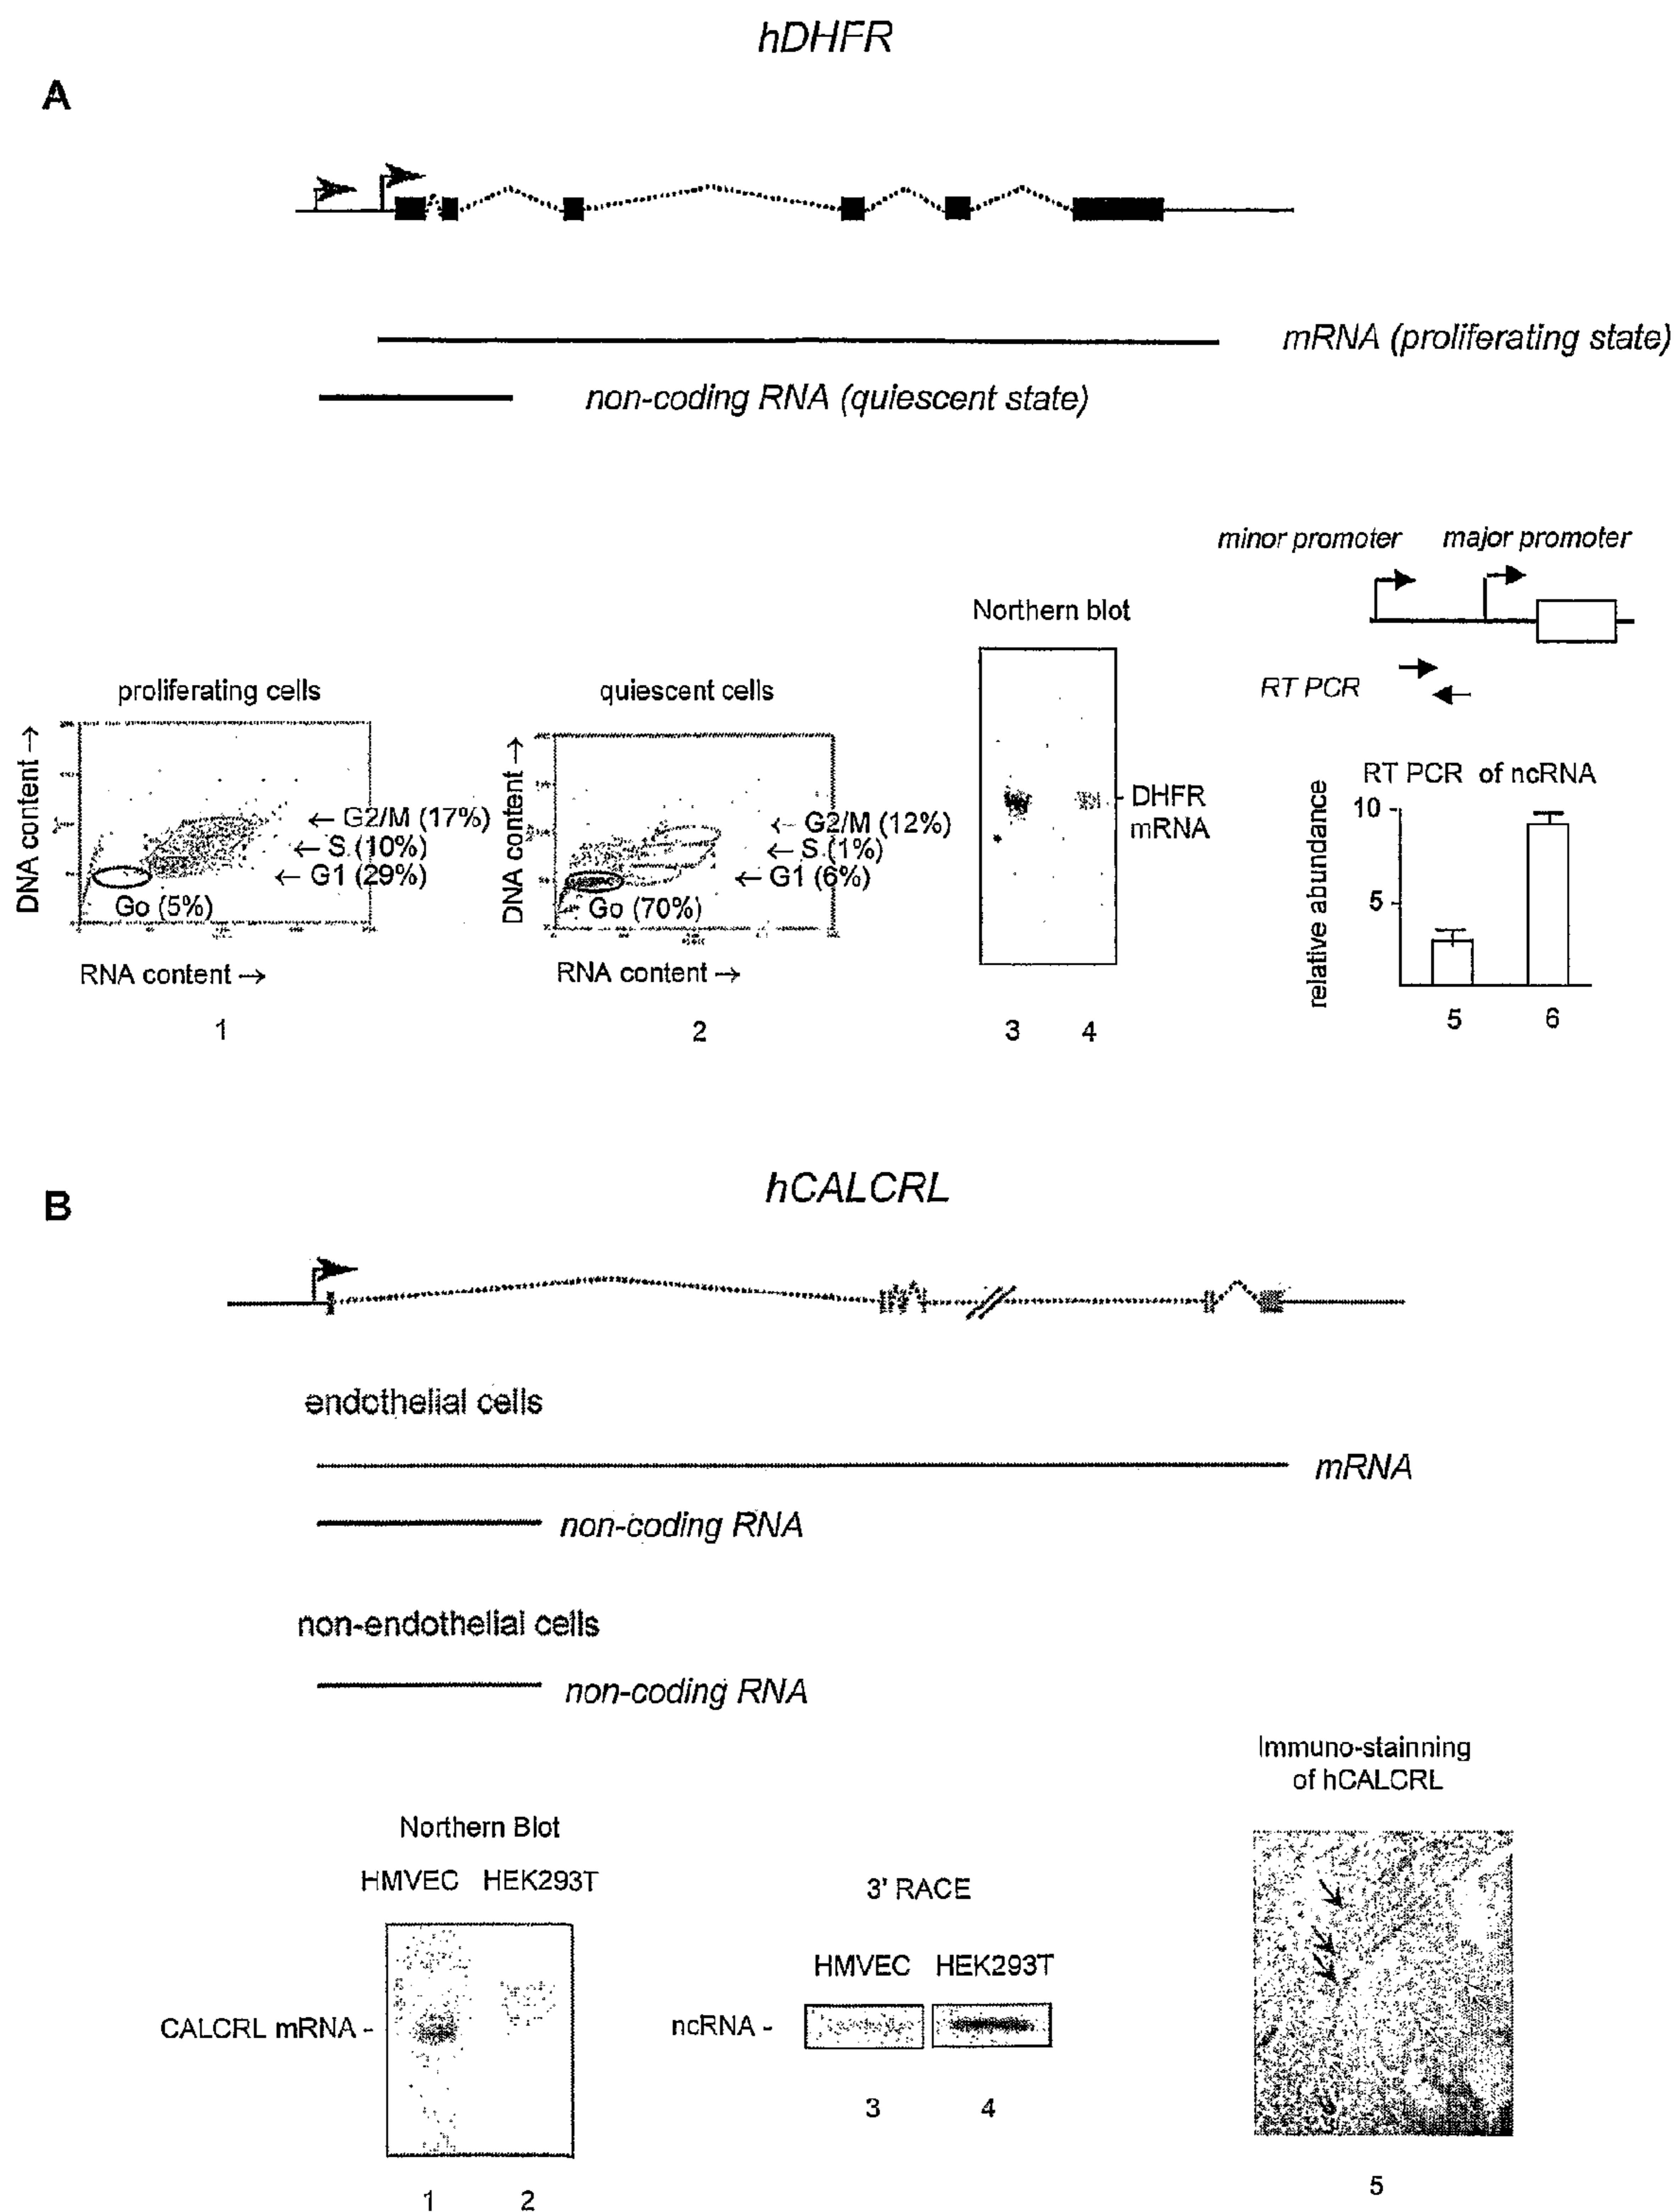 hDHFR
A
mRNA (proliferating state)
non-coding RNA (quiescent state)
minor promoter major promoter
Northern blot
RT PCR
proliferating cells
quiescent cells
DNA content →
← G2/M (17%)
← S (10%)
← G1 (29%)
Go (5%)
RNA content →
DNA content →
← G2/M (12%)
← S (1%)
← G1 (6%)
Go (70%)
RNA content →
DHFR
mRNA
RT PCR of ncRNA
relative abundance
10
5
1
2
3 4
5 6
hCALCRL
B
endothelial cells
mRNA
non-coding RNA
non-endothelial cells
non-coding RNA
Immuno-stainning
of hCALCRL
Northern Blot
HMVEC HEK293T
3' RACE
HMVEC HEK293T
CALCRL mRNA -
ncRNA -
3 4
5
1 2